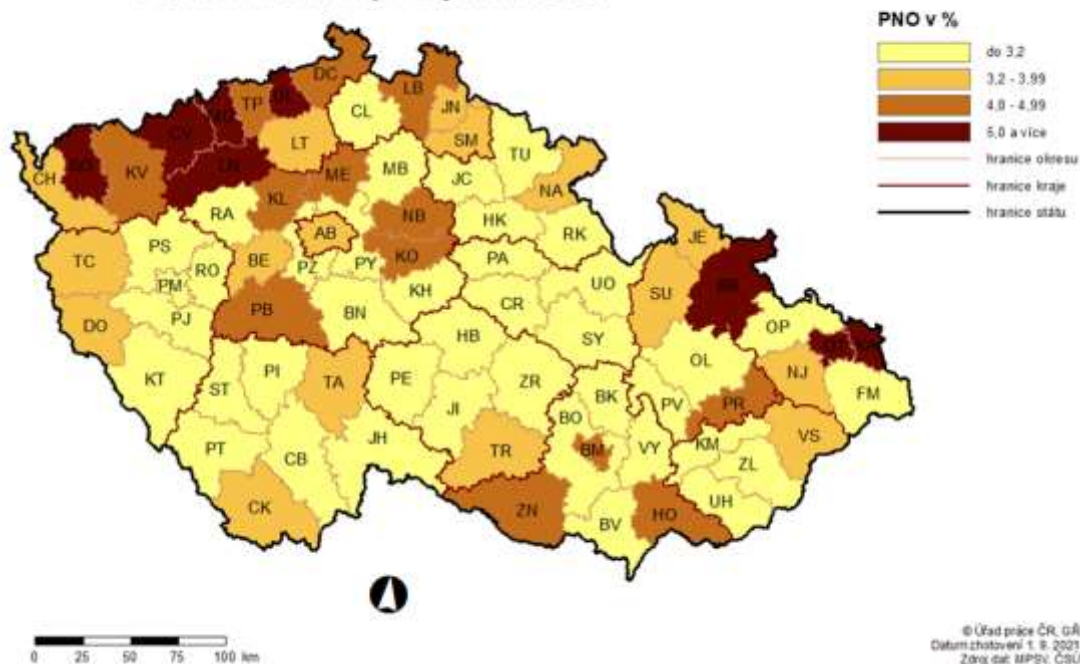 PNO v %
do 3,2
3,2 - 3,99
4,0 - 4,99
5,0 a více
hranice okresu
hranice kraje
hranice státu
DC
TP
LB
JN
CL
LT
SM
TU
CH
KV
ME
MB
JC
NA
RA
KL
NB
HK
RK
AB
TC
PS
RO
BE
PZ
PY
KO
PA
JE
PM
KH
UO
SU
DO
PJ
PB
BN
CR
OP
HB
SY
OL
NJ
FM
KT
ST
PI
TA
PE
ZR
BK
PV
PR
JI
BO
VS
PT
CB
JH
TR
BM
VY
KM
ZL
CK
ZN
BV
HO
UH
0 25 50 75 100 km
© Úřad práce ČR, GŘ
Datum zhotovení 1. 9. 2021
Zdroj dat: MPSV, ČSÚ